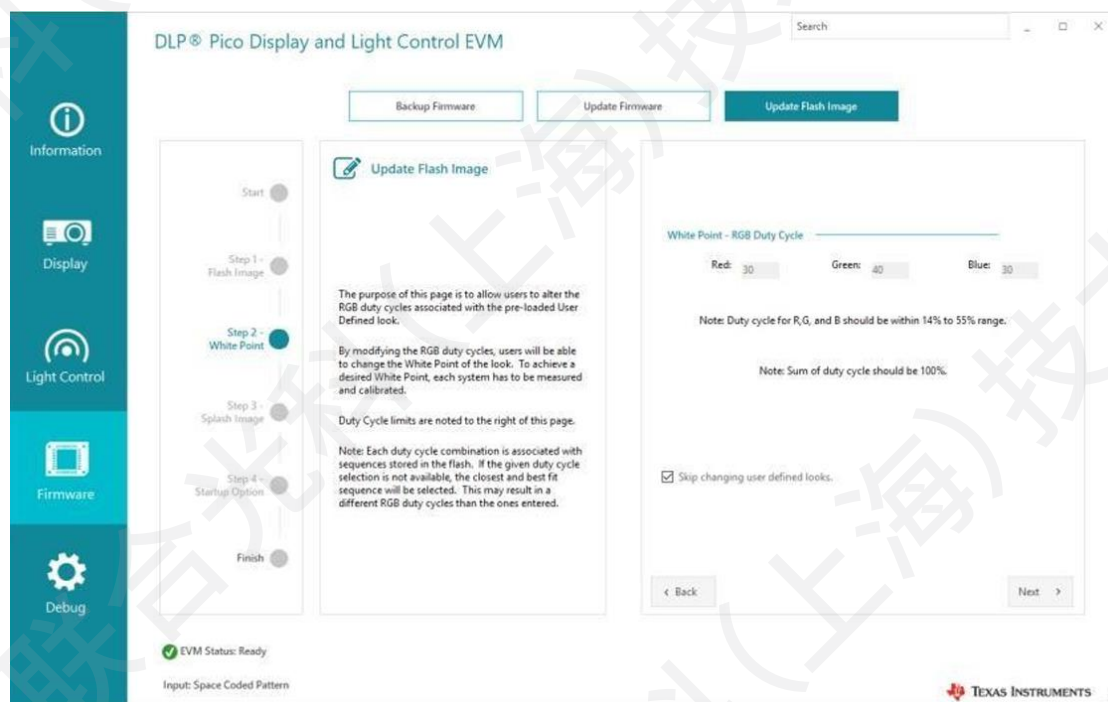 Search
DLP® Pico Display and Light Control EVM
Backup Firmware
Update Firmware
Update Flash Image
Information
Display
Light Control
Firmware
Debug
Start
Step 1 -
Flash Image
Step 2 -
White Point
Step 3 -
Splash Image
Step 4 -
Startup Option
Finish
Update Flash Image
The purpose of this page is to allow users to alter the
RGB duty cycles associated with the pre-loaded User
Defined look.
By modifying the RGB duty cycles, users will be able
to change the White Point of the look. To achieve a
desired White Point, each system has to be measured
and calibrated.
Duty Cycle limits are noted to the right of this page.
Note: Each duty cycle combination is associated with
sequences stored in the flash. If the given duty cycle
selection is not available, the closest and best fit
sequence will be selected. This may result in a
different RGB duty cycles than the ones entered.
White Point - RGB Duty Cycle
Red: 30 Green: 40 Blue: 30
Note: Duty cycle for R,G, and B should be within 14% to 55% range.
Note: Sum of duty cycle should be 100%.
Skip changing user defined looks.
< Back
Next >
EVM Status: Ready
Input: Space Coded Pattern
TEXAS INSTRUMENTS
联合光科(上海)技